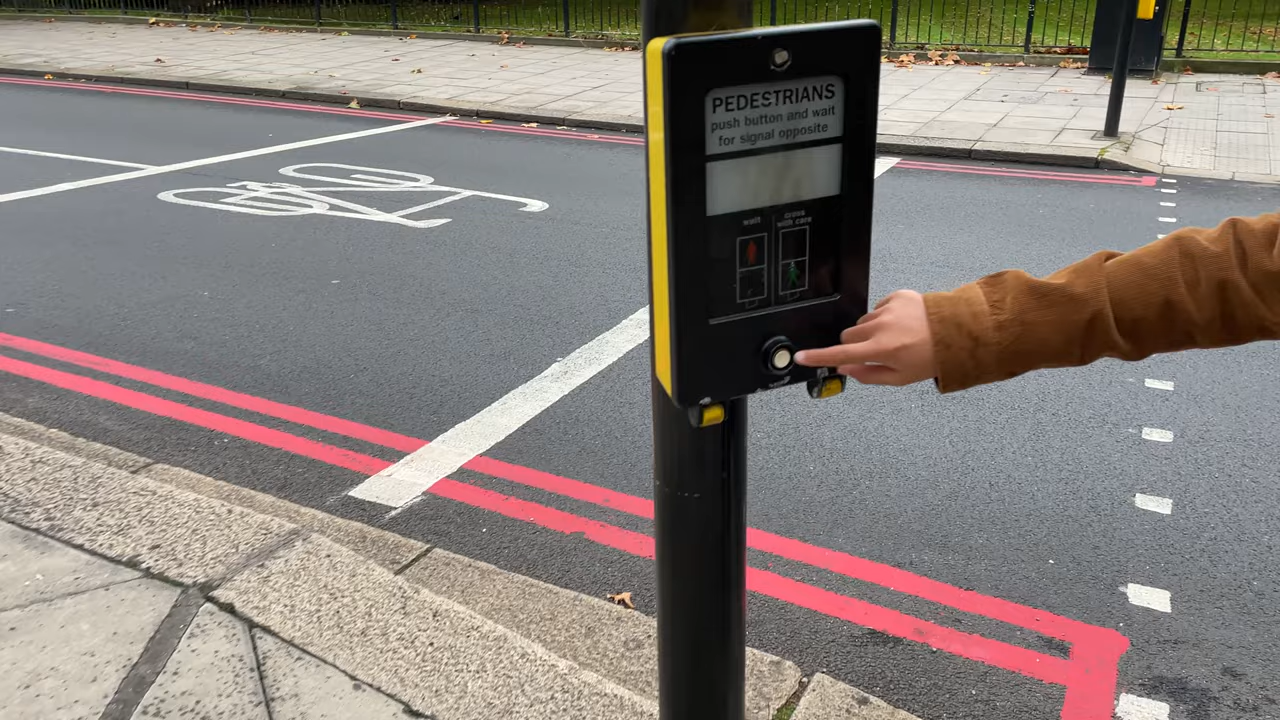 PEDESTRIANS
push button and wait
for signal opposite
wait
cross
with care